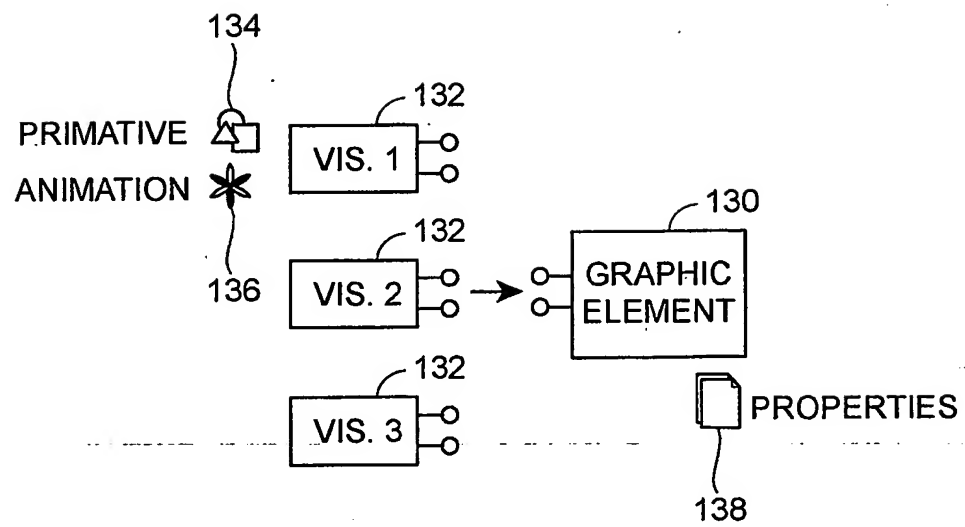 134
132
PRIMATIVE
VIS. 1
ANIMATION
136
132
VIS. 2
130
GRAPHIC
ELEMENT
132
VIS. 3
PROPERTIES
138